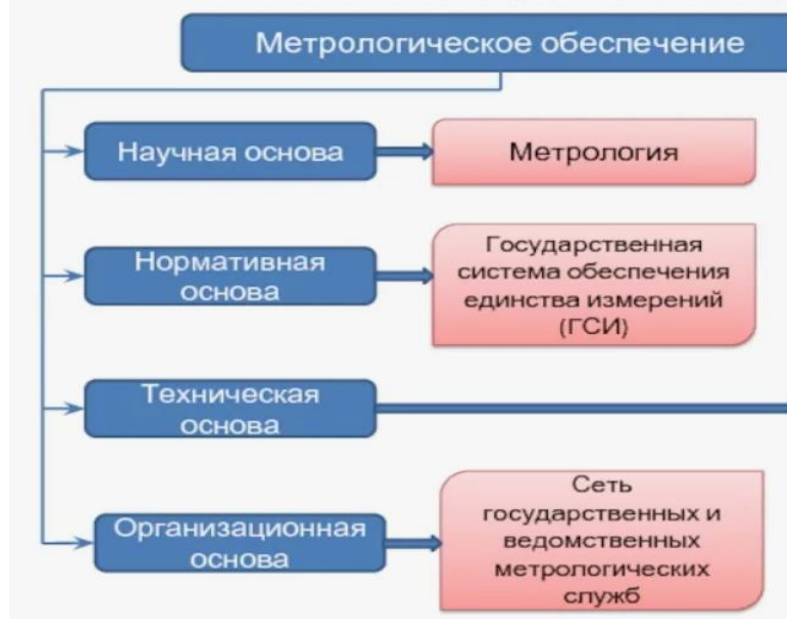 Метрологическое обеспечение
Научная основа
Метрология
Нормативная
основа
Государственная
система обеспечения
единства измерений
(ГСИ)
Техническая
основа
Организационная
основа
Сеть
государственных и
ведомственных
метрологических
служб